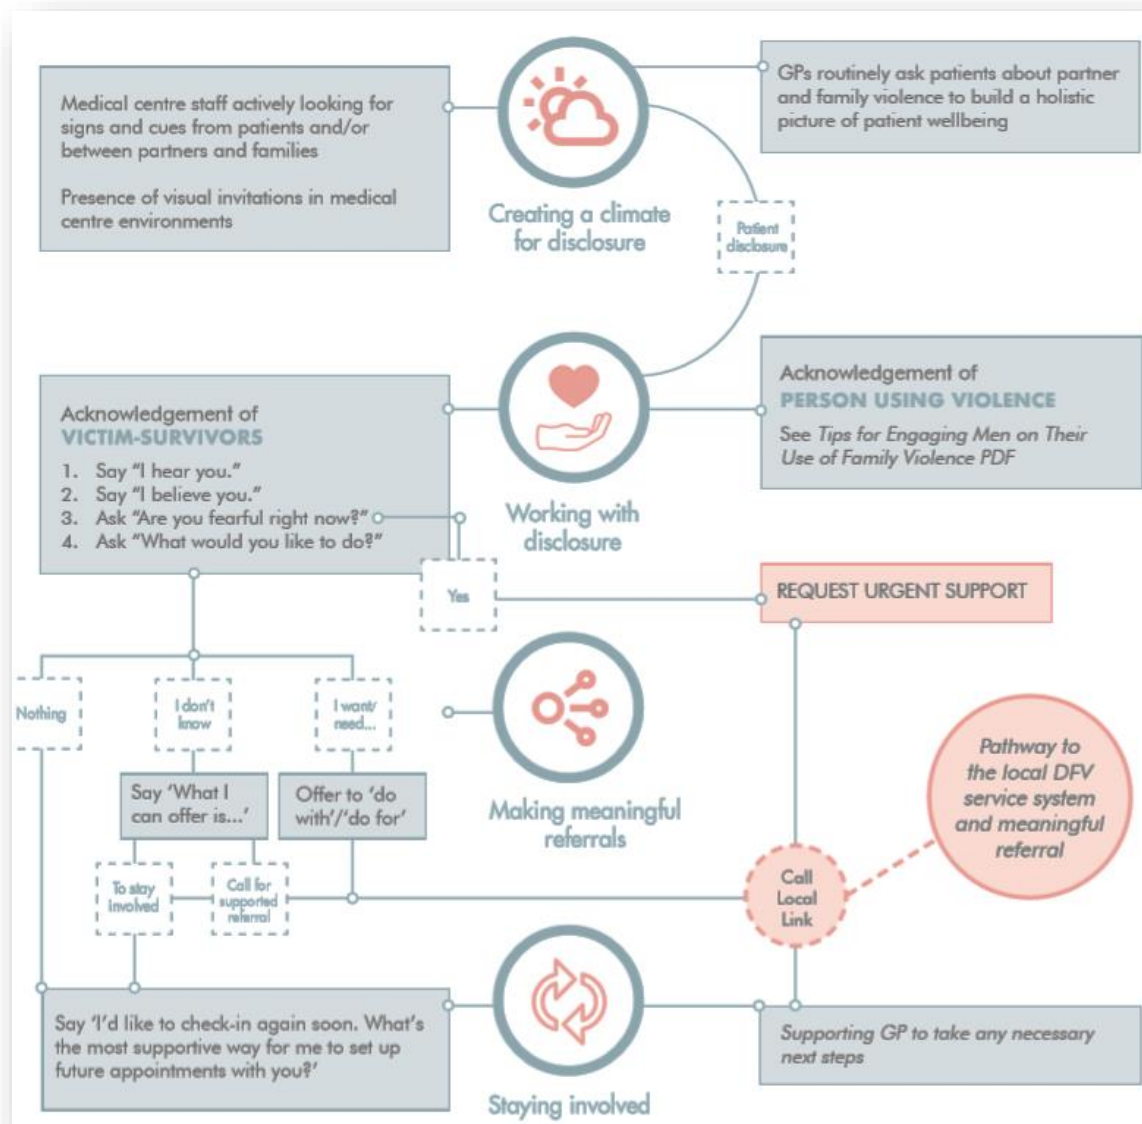 Medical centre staff actively looking for
signs and cues from patients and/or
between partners and families
Presence of visual invitations in medical
centre environments
Creating a climate
for disclosure
GPs routinely ask patients about partner
and family violence to build a holistic
picture of patient wellbeing
Patient
disclosure
Acknowledgement of
VICTIM-SURVIVORS
1. Say “I hear you.”
2. Say “I believe you.”
3. Ask “Are you fearful right now?”
4. Ask “What would you like to do?”
Working with
disclosure
Acknowledgement of
PERSON USING VIOLENCE
See Tips for Engaging Men on Their
Use of Family Violence PDF
Yes
REQUEST URGENT SUPPORT
Nothing
I don't
know
I want/
need...
Say ‘What I
can offer is...’
Offer to ‘do
with’/‘do for’
Making meaningful
referrals
Pathway to
the local DFV
service system
and meaningful
referral
To stay
involved
Call for
supported
referral
Call
Local
Link
Say ‘I’d like to check-in again soon. What’s
the most supportive way for me to set up
future appointments with you?’
Staying involved
Supporting GP to take any necessary
next steps